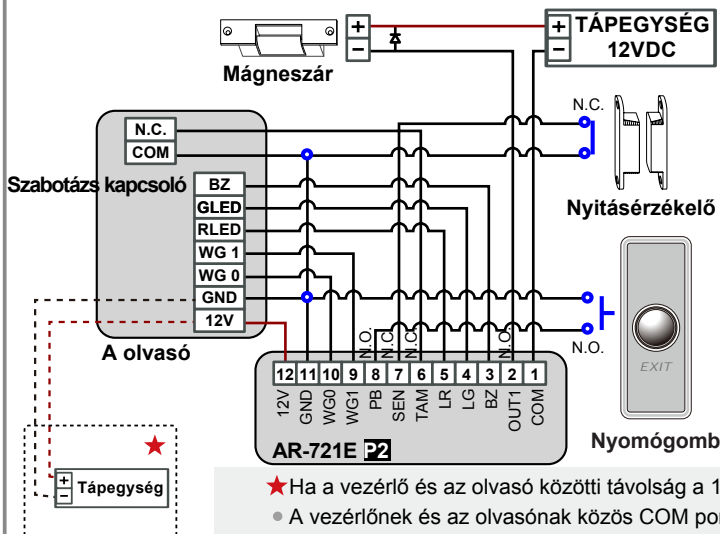 TÁPEGYSÉG
12VDC
+
−
+
−
Mágneszár
N.C.
N.C.
COM
Szabotázs kapcsoló
BZ
GLED
RLED
WG 1
WG 0
GND
12V
A olvasó
Nyitásérzékelő
N.O.
EXIT
Nyomógomb
N.O.
N.C.
N.C.
N.O.
12 11 10 9 8 7 6 5 4 3 2 1
12V
GND
WG0
WG1
PB
SEN
TAM
LR
LG
BZ
OUT1
COM
AR-721E P2
+
−
Tápegység
★Ha a vezérlő és az olvasó közötti távolság a 1
• A vezérlőnek és az olvasónak közös COM por